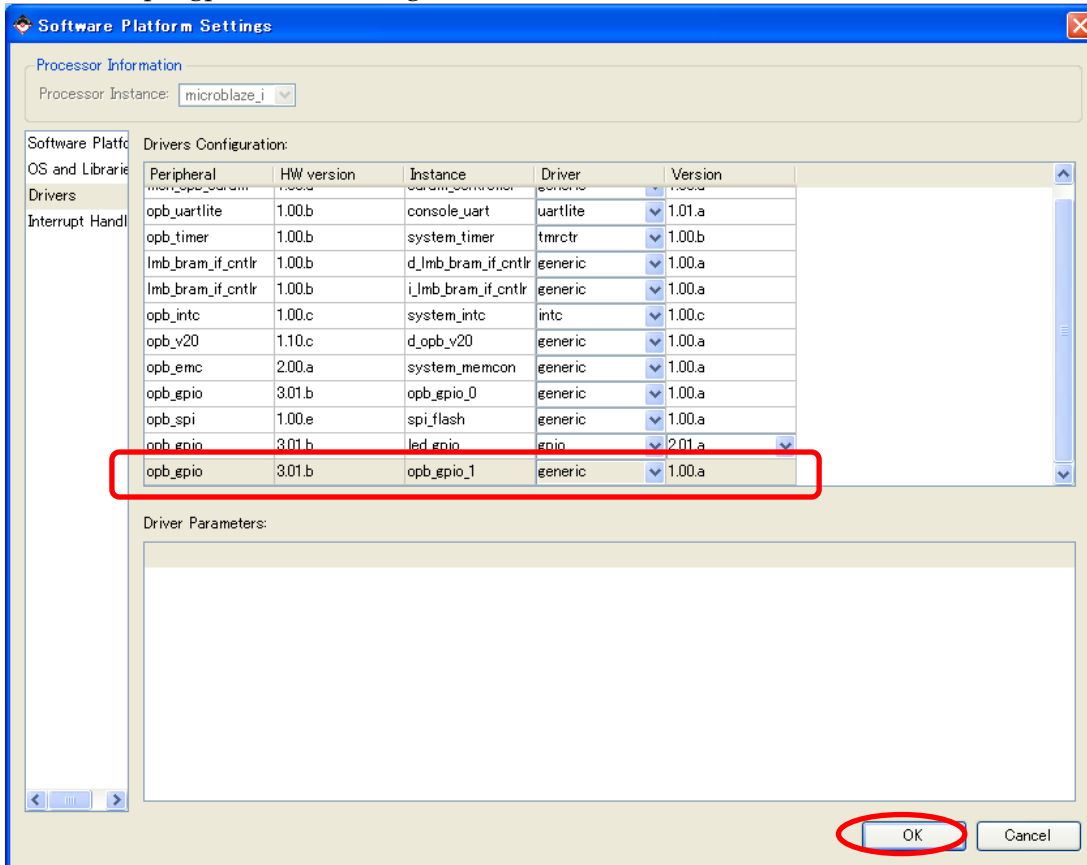 Software Platform Settings
Processor Information
Processor Instance: microblaze_i
Software Platfo
OS and Librarie
Drivers
Interrupt Handl
Drivers Configuration:
Peripheral HW version Instance Driver Version
opb_uartlite 1.00.b console_uart uartlite 1.01.a
opb_timer 1.00.b system_timer tmrctr 1.00.b
lmb_bram_if_cntlr 1.00.b d_lmb_bram_if_cntlr generic 1.00.a
lmb_bram_if_cntlr 1.00.b i_lmb_bram_if_cntlr generic 1.00.a
opb_intc 1.00.c system_intc intc 1.00.c
opb_v20 1.10.c d_opb_v20 generic 1.00.a
opb_emc 2.00.a system_memcon generic 1.00.a
opb_gpio 3.01.b opb_gpio_0 generic 1.00.a
opb_spi 1.00.e spi_flash generic 1.00.a
opb_gpio 3.01.b led_gpio gpio 2.01.a
opb_gpio 3.01.b opb_gpio_1 generic 1.00.a
Driver Parameters:
OK Cancel